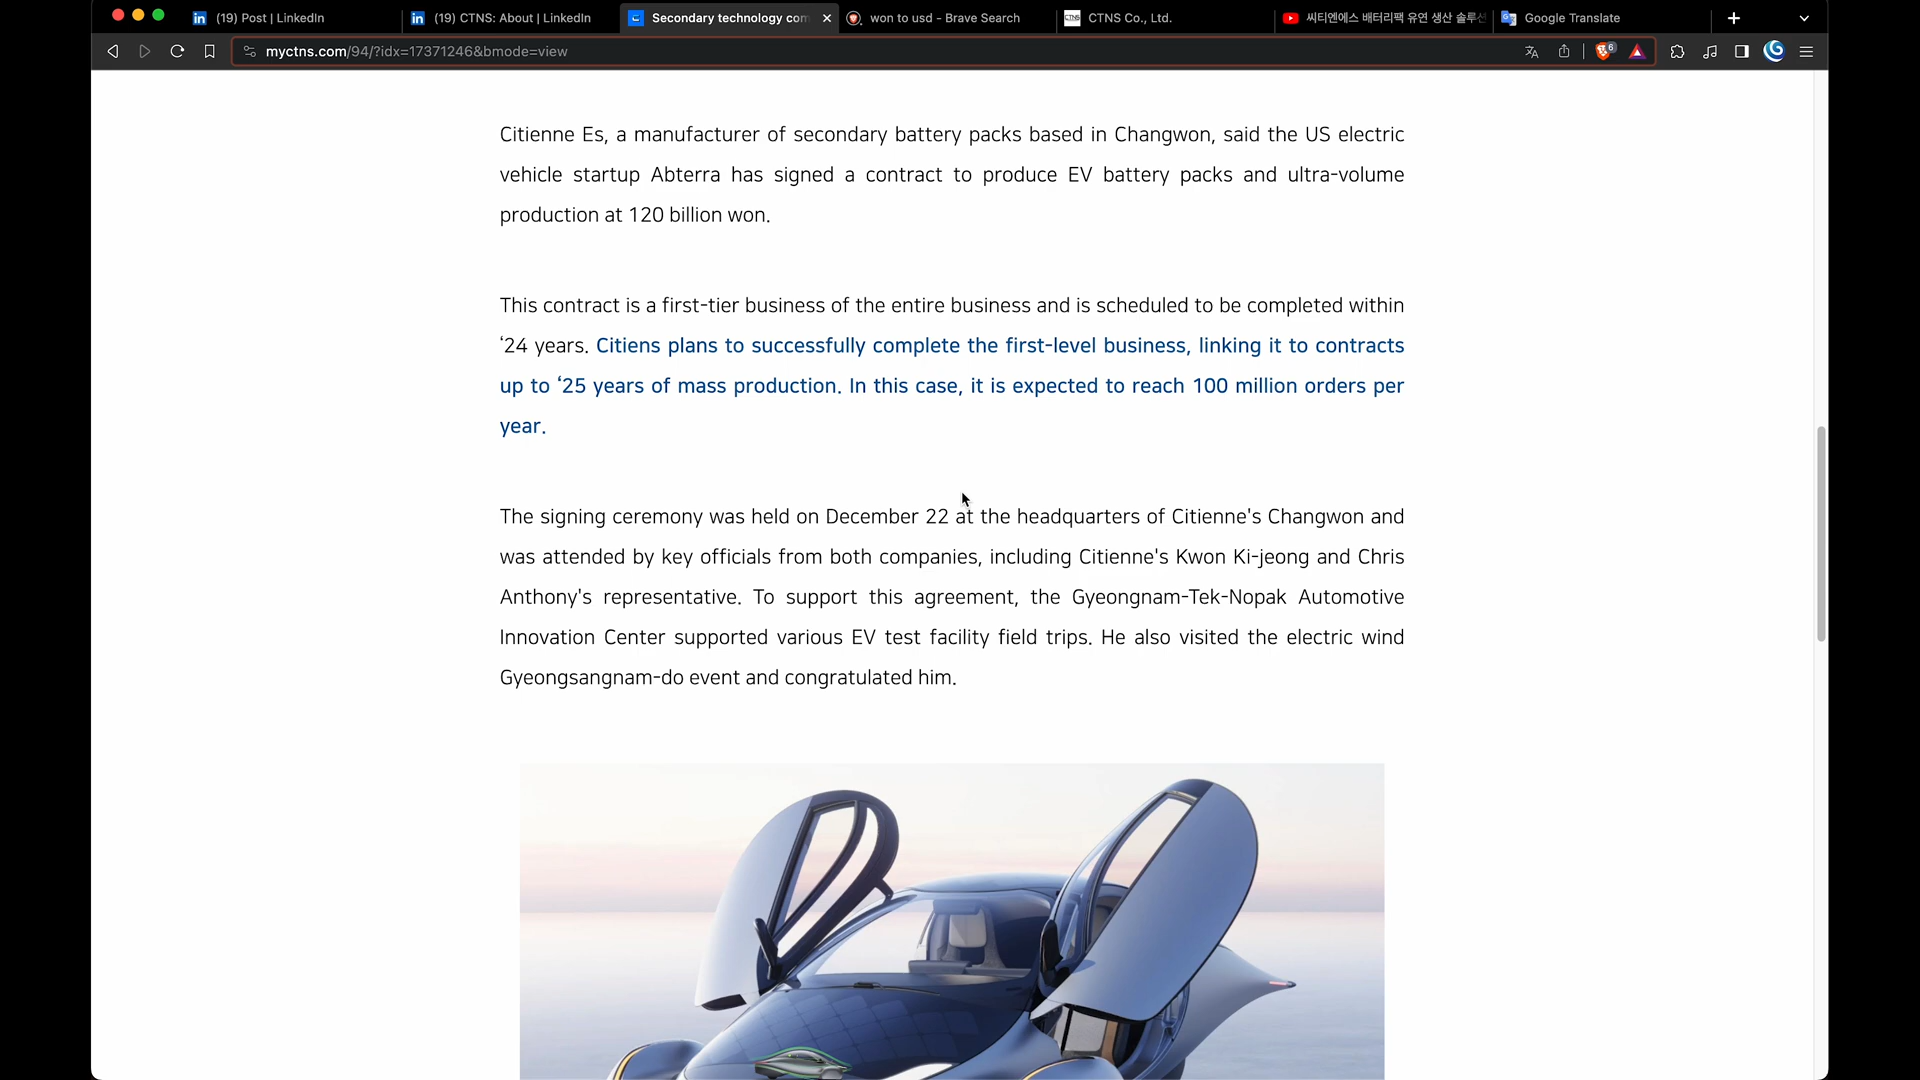 (19) Post | LinkedIn
(19) CTNS: About | LinkedIn
Secondary technology com
won to usd - Brave Search
CTNS Co., Ltd.
씨티엔에스 배터리팩 유연 생산 솔루션
Google Translate
myctns.com/94/?idx=17371246&bmode=view
6
Citienne Es, a manufacturer of secondary battery packs based in Changwon, said the US electric
vehicle startup Abterra has signed a contract to produce EV battery packs and ultra-volume
production at 120 billion won.
This contract is a first-tier business of the entire business and is scheduled to be completed within
‘24 years. Citiens plans to successfully complete the first-level business, linking it to contracts
up to ‘25 years of mass production. In this case, it is expected to reach 100 million orders per
year.
The signing ceremony was held on December 22 at the headquarters of Citienne's Changwon and
was attended by key officials from both companies, including Citienne's Kwon Ki-jeong and Chris
Anthony's representative. To support this agreement, the Gyeongnam-Tek-Nopak Automotive
Innovation Center supported various EV test facility field trips. He also visited the electric wind
Gyeongsangnam-do event and congratulated him.